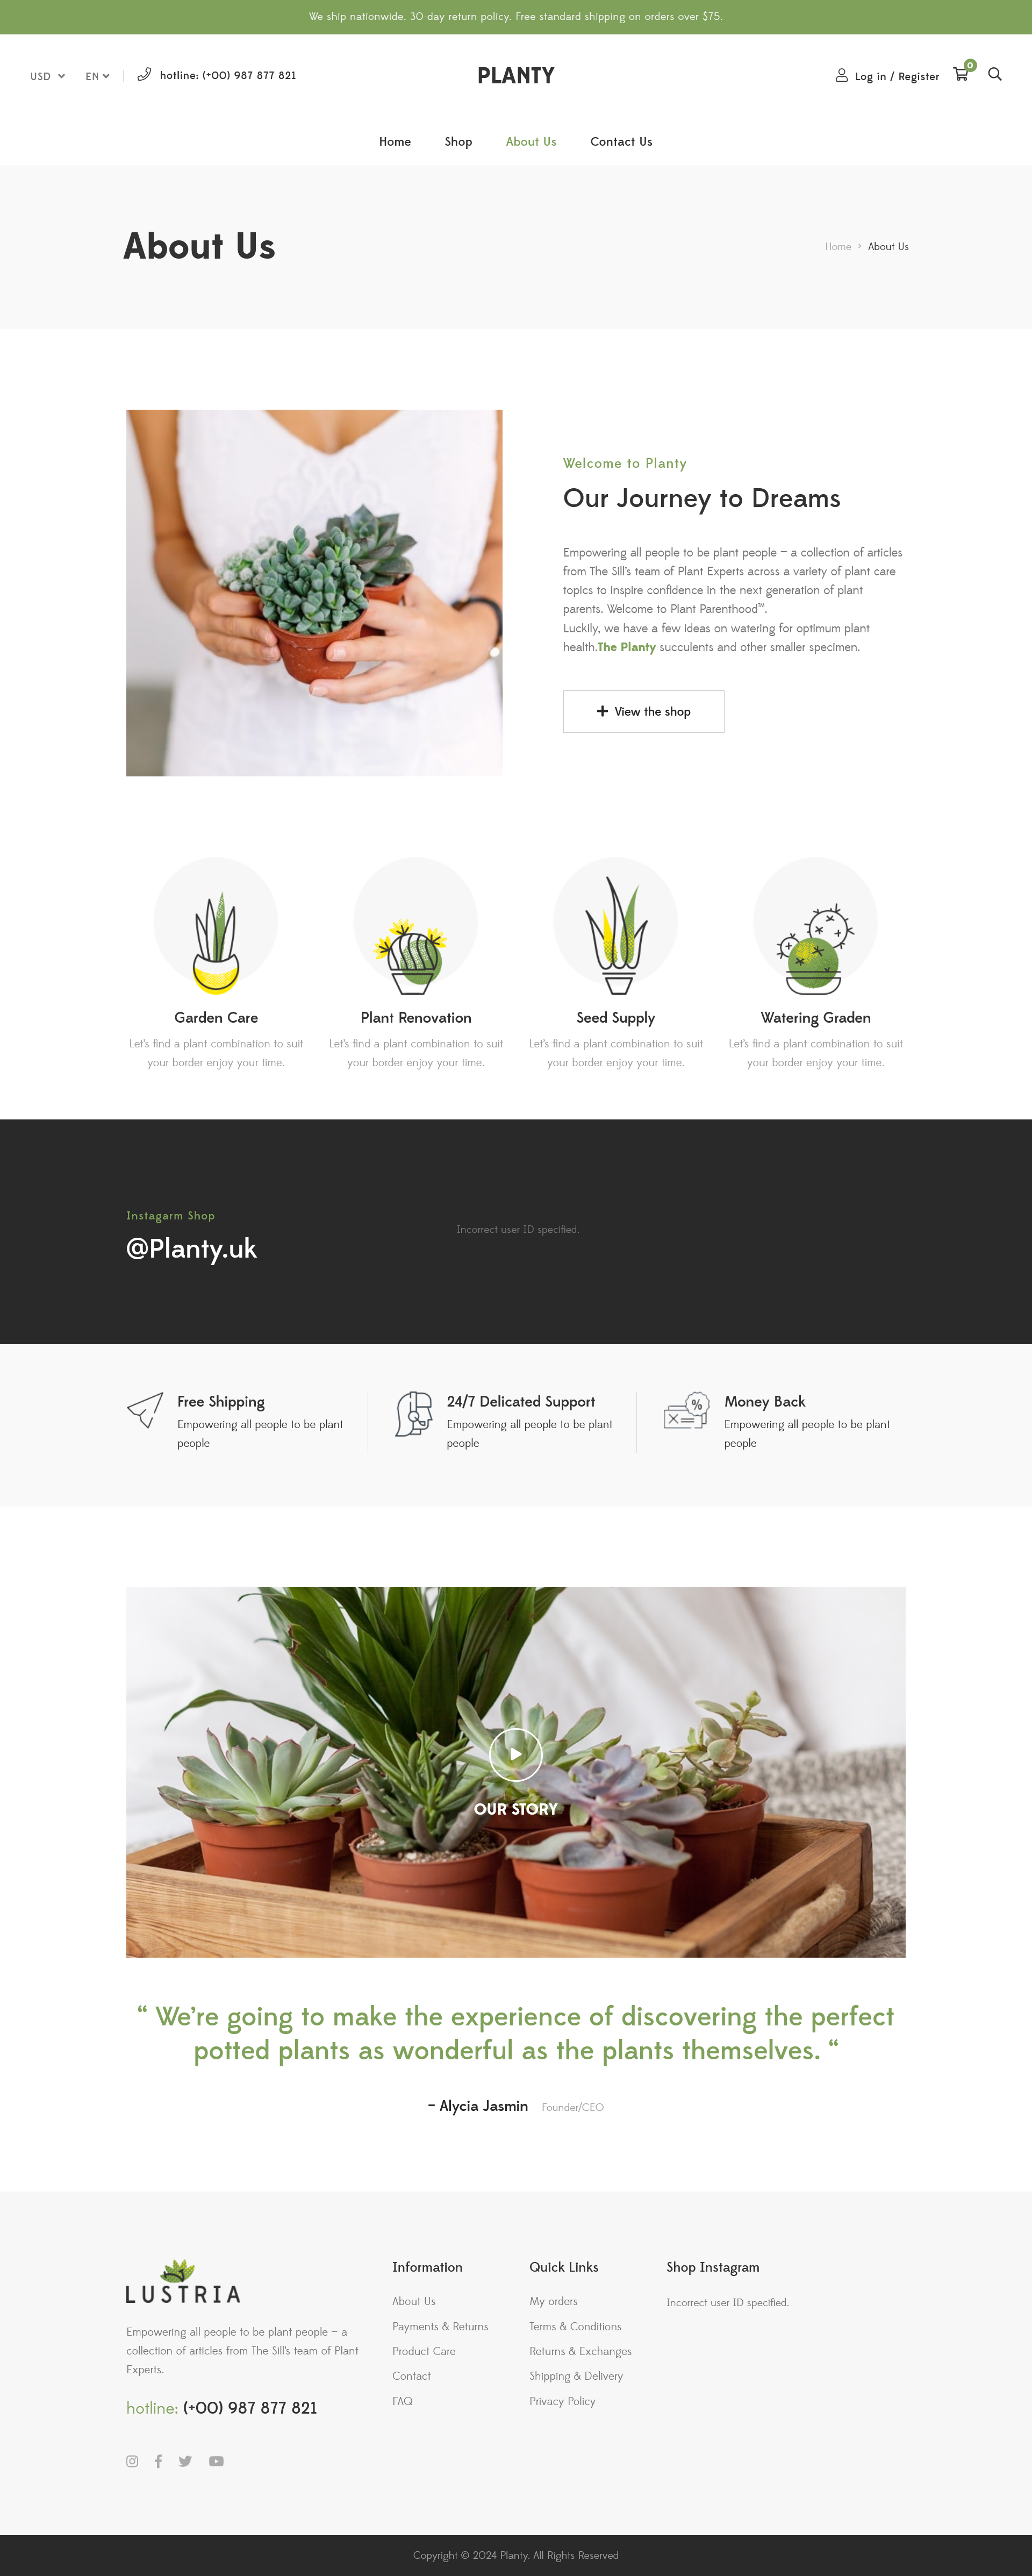 We ship nationwide. 30-day return policy. Free standard shipping on orders over $75.
USD
EN
hotline: (+00) 987 877 821
PLANTY
Log in / Register
0
Home
Shop
About Us
Contact Us
About Us
Home > About Us
Welcome to Planty
Our Journey to Dreams
Empowering all people to be plant people – a collection of articles
from The Sill's team of Plant Experts across a variety of plant care
topics to inspire confidence in the next generation of plant
parents. Welcome to Plant Parenthood™.
Luckily, we have a few ideas on watering for optimum plant
health.The Planty succulents and other smaller specimen.
View the shop
Garden Care
Let's find a plant combination to suit
your border enjoy your time.
Plant Renovation
Let's find a plant combination to suit
your border enjoy your time.
Seed Supply
Let's find a plant combination to suit
your border enjoy your time.
Watering Graden
Let's find a plant combination to suit
your border enjoy your time.
Instagarm Shop
@Planty.uk
Incorrect user ID specified.
Free Shipping
Empowering all people to be plant
people
24/7 Delicated Support
Empowering all people to be plant
people
%
Money Back
Empowering all people to be plant
people
OUR STORY
“ We're going to make the experience of discovering the perfect
potted plants as wonderful as the plants themselves. “
– Alycia Jasmin
Founder/CEO
LUSTRIA
Empowering all people to be plant people – a
collection of articles from The Sill's team of Plant
Experts.
hotline: (+00) 987 877 821
Information
About Us
Payments & Returns
Product Care
Contact
FAQ
Quick Links
My orders
Terms & Conditions
Returns & Exchanges
Shipping & Delivery
Privacy Policy
Shop Instagram
Incorrect user ID specified.
Copyright © 2024 Planty. All Rights Reserved